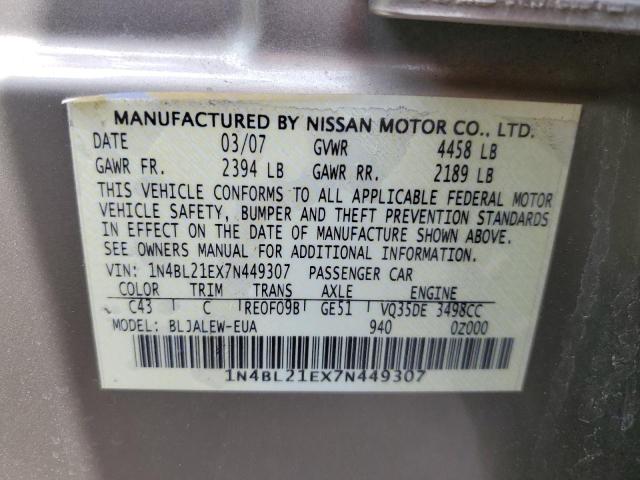 MANUFACTURED BY NISSAN MOTOR CO., LTD.
DATE 03/07 GVWR 4458 LB
GAWR FR. 2394 LB GAWR RR. 2189 LB
THIS VEHICLE CONFORMS TO ALL APPLICABLE FEDERAL MOTOR
VEHICLE SAFETY, BUMPER AND THEFT PREVENTION STANDARDS
IN EFFECT ON THE DATE OF MANUFACTURE SHOWN ABOVE.
SEE OWNERS MANUAL FOR ADDITIONAL INFORMATION.
VIN: 1N4BL21EX7N449307 PASSENGER CAR
COLOR TRIM TRANS AXLE ENGINE
C43 C RE0F09B GE51 VQ35DE 3498CC
MODEL: BLJALEW-EUA 940 0Z000
1N4BL21EX7N449307